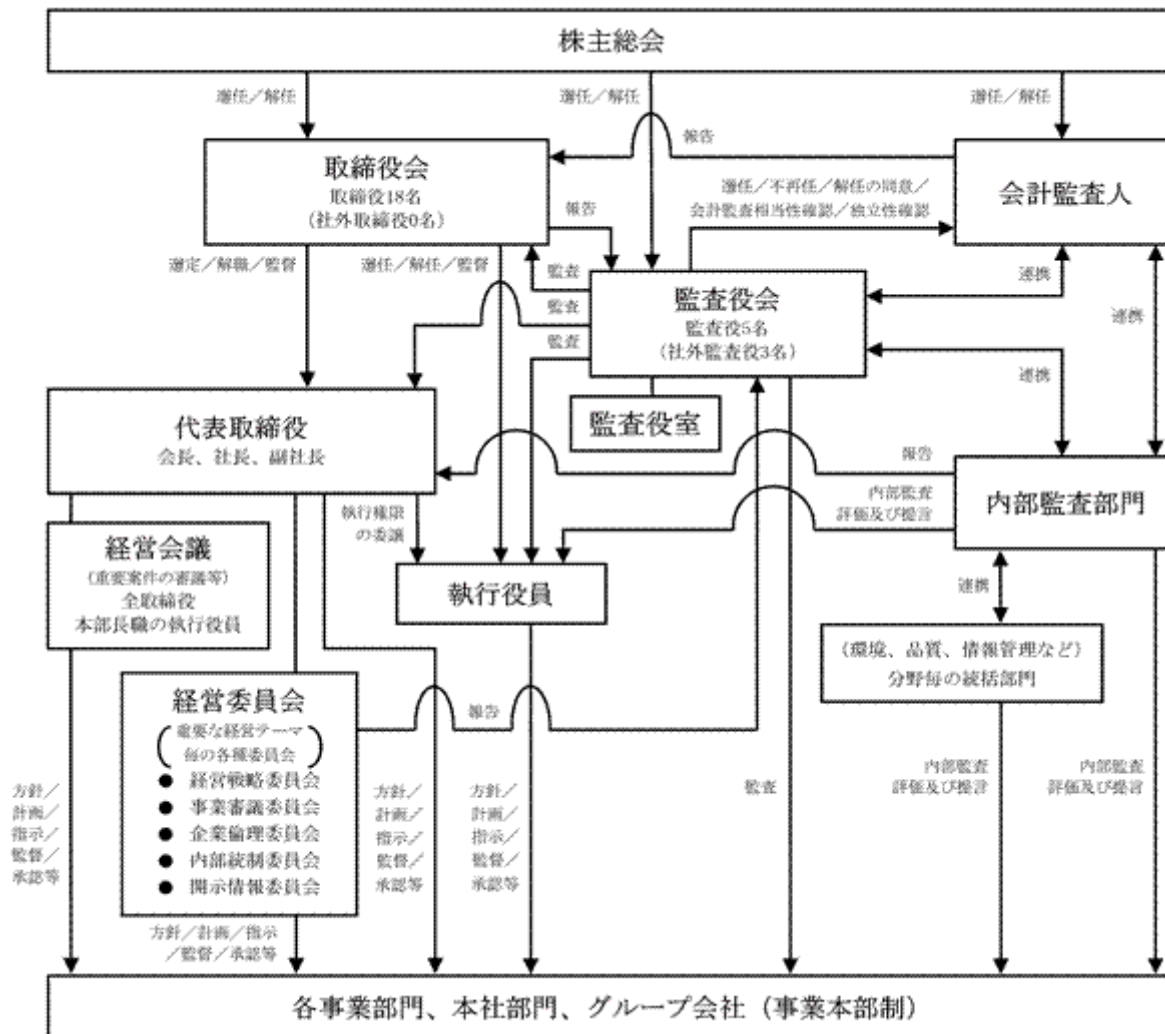 株主総会
選任／解任
選任／解任
選任／解任
報告
取締役会
取締役18名
(社外取締役0名)
会計監査人
選任／不再任／解任の同意／
会計監査相当性確認／独立性確認
報告
選定／解職／監督
選任／解任／監督
監査
監査
監査
監査役会
監査役5名
(社外監査役3名)
連携
連携
連携
監査役室
代表取締役
会長、社長、副社長
報告
内部監査
評価及び提言
内部監査部門
執行権限
の委譲
経営会議
(重要案件の審議等)
全取締役
本部長職の執行役員
執行役員
連携
(環境、品質、情報管理など)
分野毎の統括部門
経営委員会
重要な経営テーマ
毎の各種委員会
● 経営戦略委員会
● 事業審議委員会
● 企業倫理委員会
● 内部統制委員会
● 開示情報委員会
報告
方針／
計画／
指示／
監督／
承認等
方針／
計画／
指示／
監督／
承認等
方針／
計画／
指示／
監督／
承認等
監査
内部監査
評価及び提言
内部監査
評価及び提言
方針／計画／指示
／監督／承認等
各事業部門、本社部門、グループ会社（事業本部制）